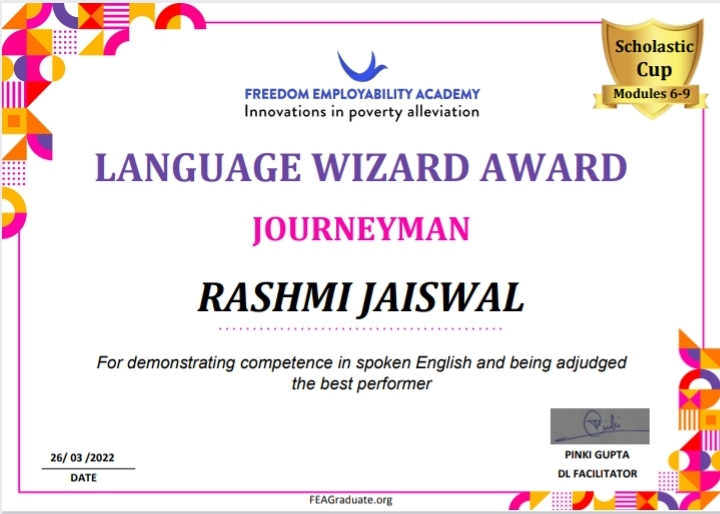 Scholastic
Cup
Modules 6-9
FREEDOM EMPLOYABILITY ACADEMY
Innovations in poverty alleviation
LANGUAGE WIZARD AWARD
JOURNEYMAN
RASHMI JAISWAL
For demonstrating competence in spoken English and being adjudged
the best performer
Pinki
26/ 03 /2022
DATE
PINKI GUPTA
DL FACILITATOR
FEAGraduate.org